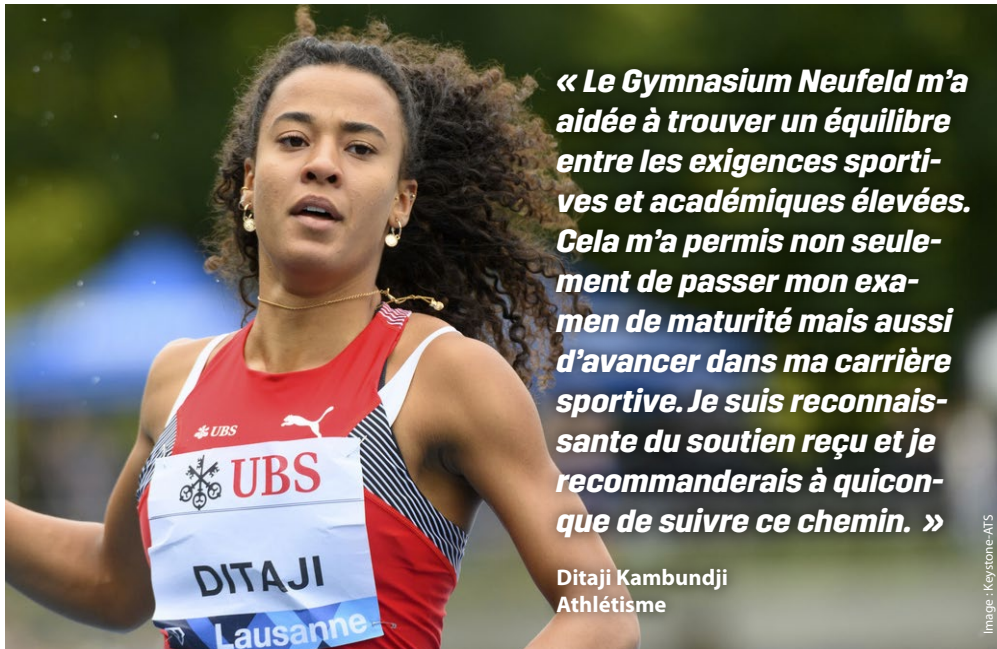 « Le Gymnasium Neufeld m’a
aidée à trouver un équilibre
entre les exigences sporti-
ves et académiques élevées.
Cela m’a permis non seule-
ment de passer mon exa-
men de maturité mais aussi
d’avancer dans ma carrière
sportive. Je suis reconnais-
sante du soutien reçu et je
recommanderais à quicon-
que de suivre ce chemin. »
Ditaji Kambundji
Athlétisme
UBS
UBS
DITAJI
Lausanne
Image : Keystone-ATS